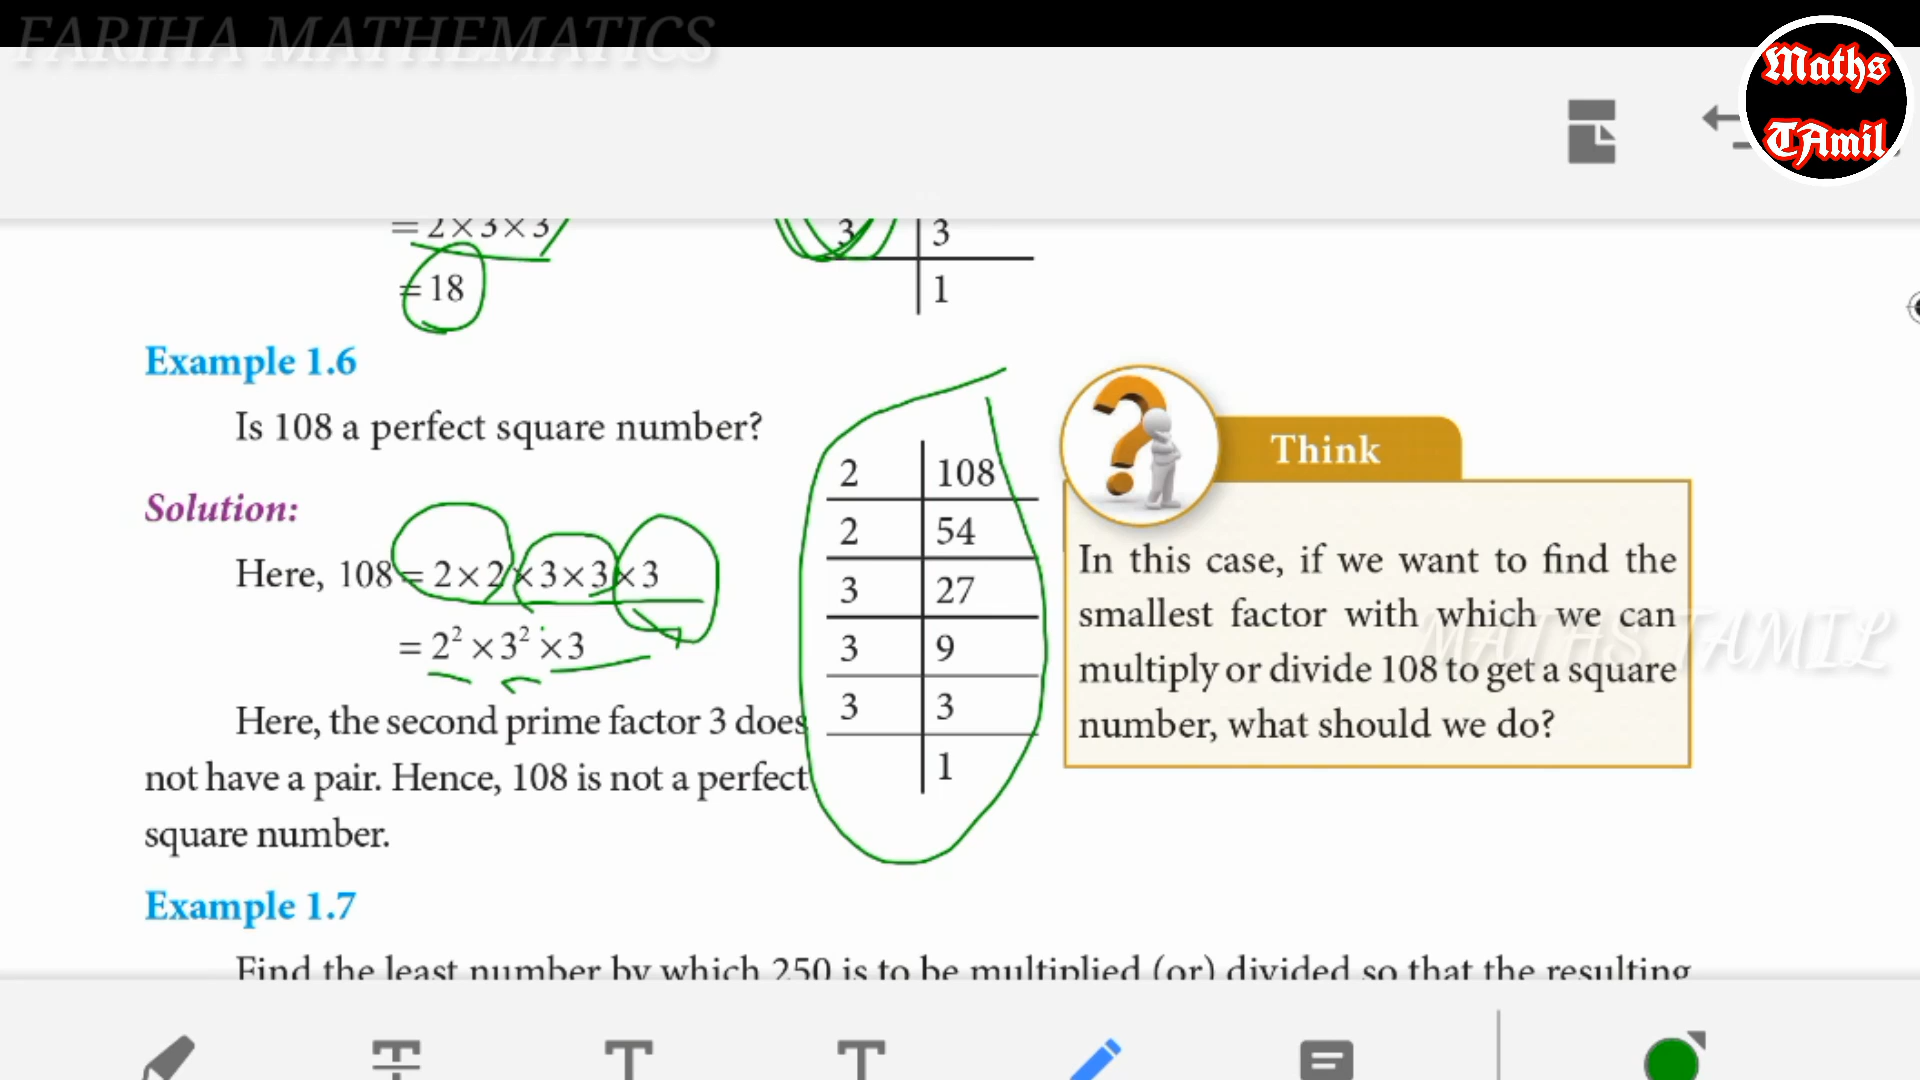 FARIHA MATHEMATICS
Maths
TAmil
= 2×3×3
= 18
3 3
1
Example 1.6
Is 108 a perfect square number?
Solution:
Here, 108 = 2×2×3×3×3
= 2² × 3² × 3
Here, the second prime factor 3 does
not have a pair. Hence, 108 is not a perfect
square number.
2 108
2 54
3 27
3 9
3 3
1
Think
In this case, if we want to find the
smallest factor with which we can
multiply or divide 108 to get a square
number, what should we do?
MATHS TAMIL
Example 1.7
Find the least number by which 250 is to be multiplied (or) divided so that the resulting